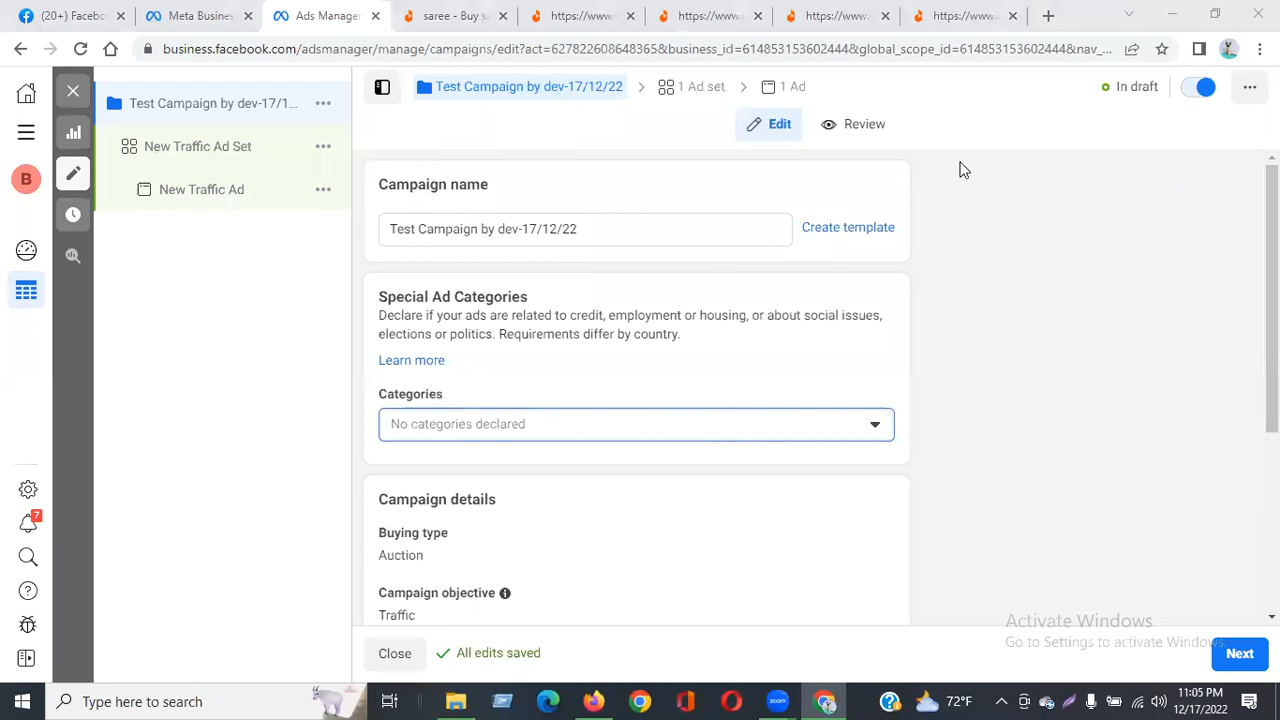 (20+) Facebo
Meta Business
Ads Manager
saree - Buy s
https://www.
https://www.
https://www.
https://www.
business.facebook.com/adsmanager/manage/campaigns/edit?act=627822608648365&business_id=6148531536024​44&global_scope_id=614853153602444&nav_...
Test Campaign by dev-17/1...
New Traffic Ad Set
New Traffic Ad
B
7
Test Campaign by dev-17/12/22
1 Ad set
1 Ad
In draft
Edit
Review
Campaign name
Test Campaign by dev-17/12/22
Create template
Special Ad Categories
Declare if your ads are related to credit, employment or housing, or about social issues,
elections or politics. Requirements differ by country.
Learn more
Categories
No categories declared
Campaign details
Buying type
Auction
Campaign objective
Traffic
Activate Windows
Go to Settings to activate Windows.
Close
All edits saved
Next
Type here to search
72°F
11:05 PM
12/17/2022